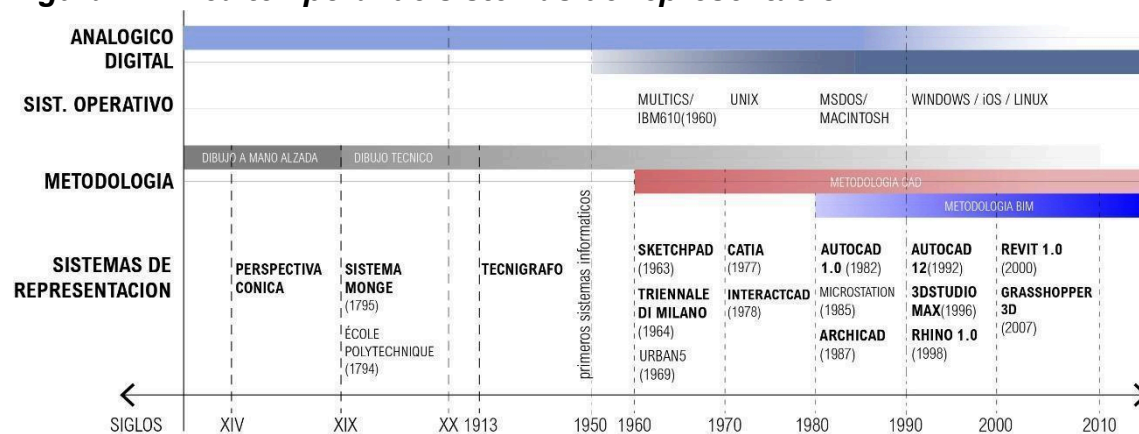 ANALOGICO
DIGITAL
SIST. OPERATIVO
MULTICS/
IBM610(1960)
UNIX
MSDOS/
MACINTOSH
WINDOWS / iOS / LINUX
METODOLOGIA
DIBUJO A MANO ALZADA
DIBUJO TECNICO
METODOLOGIA CAD
METODOLOGIA BIM
SISTEMAS DE
REPRESENTACION
PERSPECTIVA
CONICA
SISTEMA
MONGE
(1795)
ÉCOLE
POLYTECHNIQUE
(1794)
TECNIGRAFO
primeros sistemas informaticos
SKETCHPAD
(1963)
TRIENNALE
DI MILANO
(1964)
URBAN5
(1969)
CATIA
(1977)
INTERACTCAD
(1978)
AUTOCAD
1.0 (1982)
MICROSTATION
(1985)
ARCHICAD
(1987)
AUTOCAD
12(1992)
3DSTUDIO
MAX(1996)
RHINO 1.0
(1998)
REVIT 1.0
(2000)
GRASSHOPPER
3D
(2007)
SIGLOS XIV XIX XX 1913 1950 1960 1970 1980 1990 2000 2010